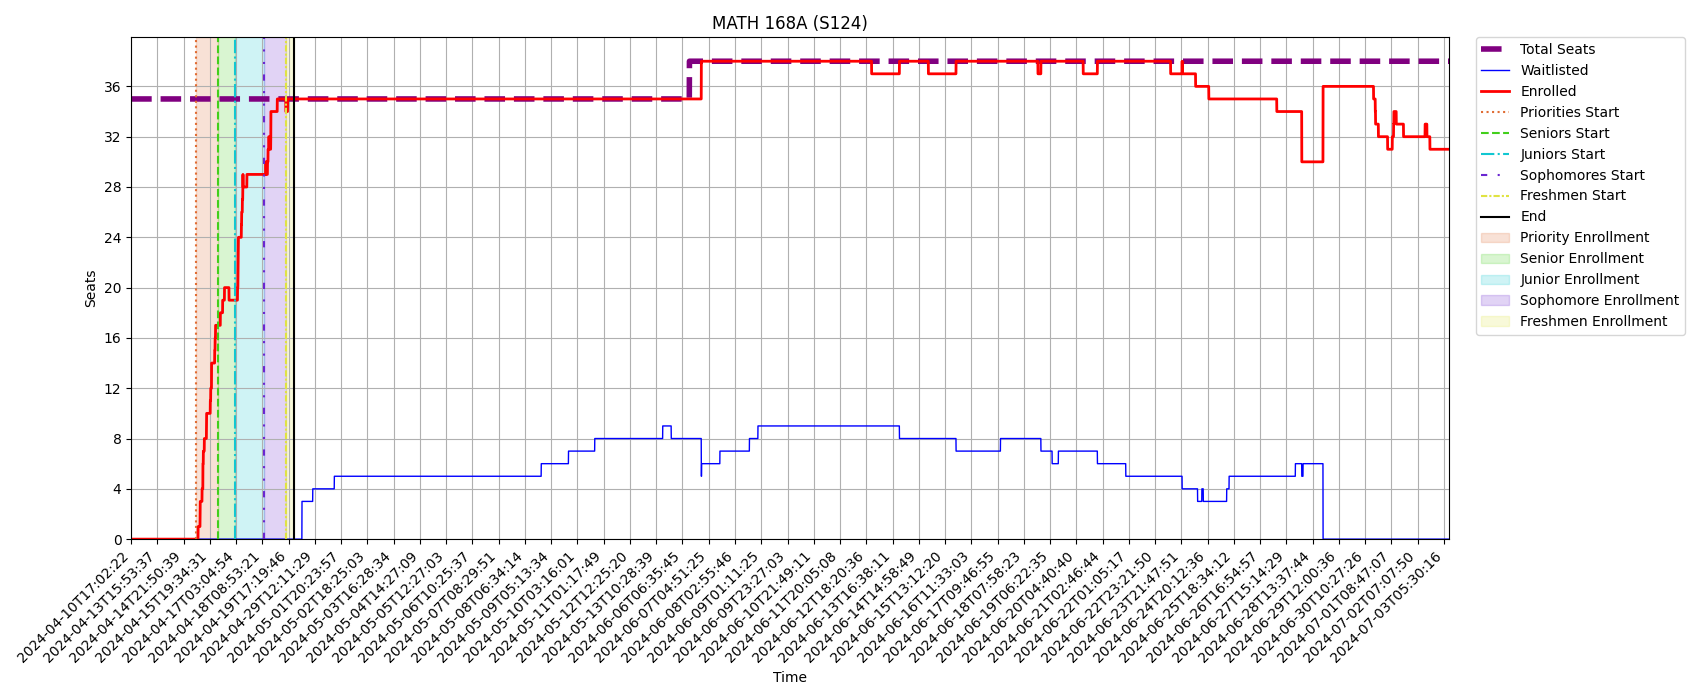 MATH 168A (S124)
Seats
36
32
28
24
20
16
12
8
4
0
2024-04-10T17:02:22
2024-04-13T15:53:37
2024-04-14T21:50:39
2024-04-15T19:34:31
2024-04-17T03:04:54
2024-04-18T08:53:21
2024-04-19T17:19:46
2024-04-29T12:11:29
2024-05-01T20:23:57
2024-05-02T18:25:03
2024-05-03T16:28:34
2024-05-04T14:27:09
2024-05-05T12:27:03
2024-05-06T10:25:37
2024-05-07T08:29:51
2024-05-08T06:34:14
2024-05-09T05:13:34
2024-05-10T03:16:01
2024-05-11T01:17:49
2024-05-12T12:25:20
2024-05-13T10:28:39
2024-06-06T06:35:45
2024-06-07T04:51:25
2024-06-08T02:55:46
2024-06-09T01:11:25
2024-06-09T23:27:03
2024-06-10T21:49:11
2024-06-11T20:05:08
2024-06-12T18:20:36
2024-06-13T16:38:11
2024-06-14T14:58:49
2024-06-15T13:12:20
2024-06-16T11:33:03
2024-06-17T09:46:55
2024-06-18T07:58:23
2024-06-19T06:22:35
2024-06-20T04:40:40
2024-06-21T02:46:44
2024-06-22T01:05:17
2024-06-22T23:21:50
2024-06-23T21:47:51
2024-06-24T20:12:36
2024-06-25T18:34:12
2024-06-26T16:54:57
2024-06-27T15:14:29
2024-06-28T13:37:44
2024-06-29T12:00:36
2024-06-30T10:27:26
2024-07-01T08:47:07
2024-07-02T07:07:50
2024-07-03T05:30:16
Time
Total Seats
Waitlisted
Enrolled
Priorities Start
Seniors Start
Juniors Start
Sophomores Start
Freshmen Start
End
Priority Enrollment
Senior Enrollment
Junior Enrollment
Sophomore Enrollment
Freshmen Enrollment